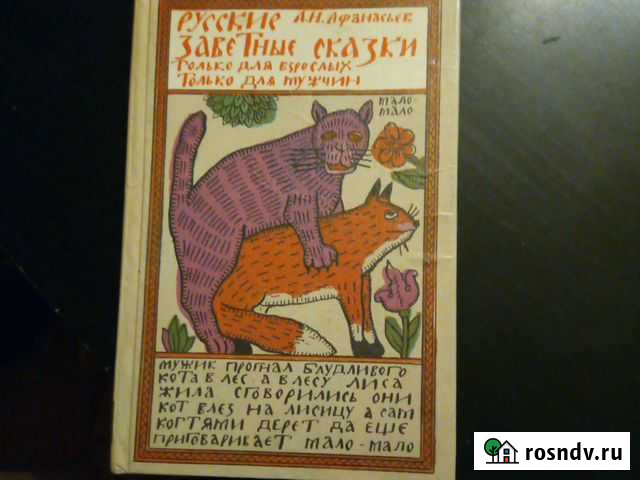 Русские А.Н. Афанасьев
Заветные сказки
Только для взрослых
Только для мужчин
мало-
мало
мужик прогнал блудливого
кота в лес а в лесу лиса
жила сговорились они
кот влез на лисицу а сам
когтями дерет да еще
приговаривает мало-мало
rosndv.ru